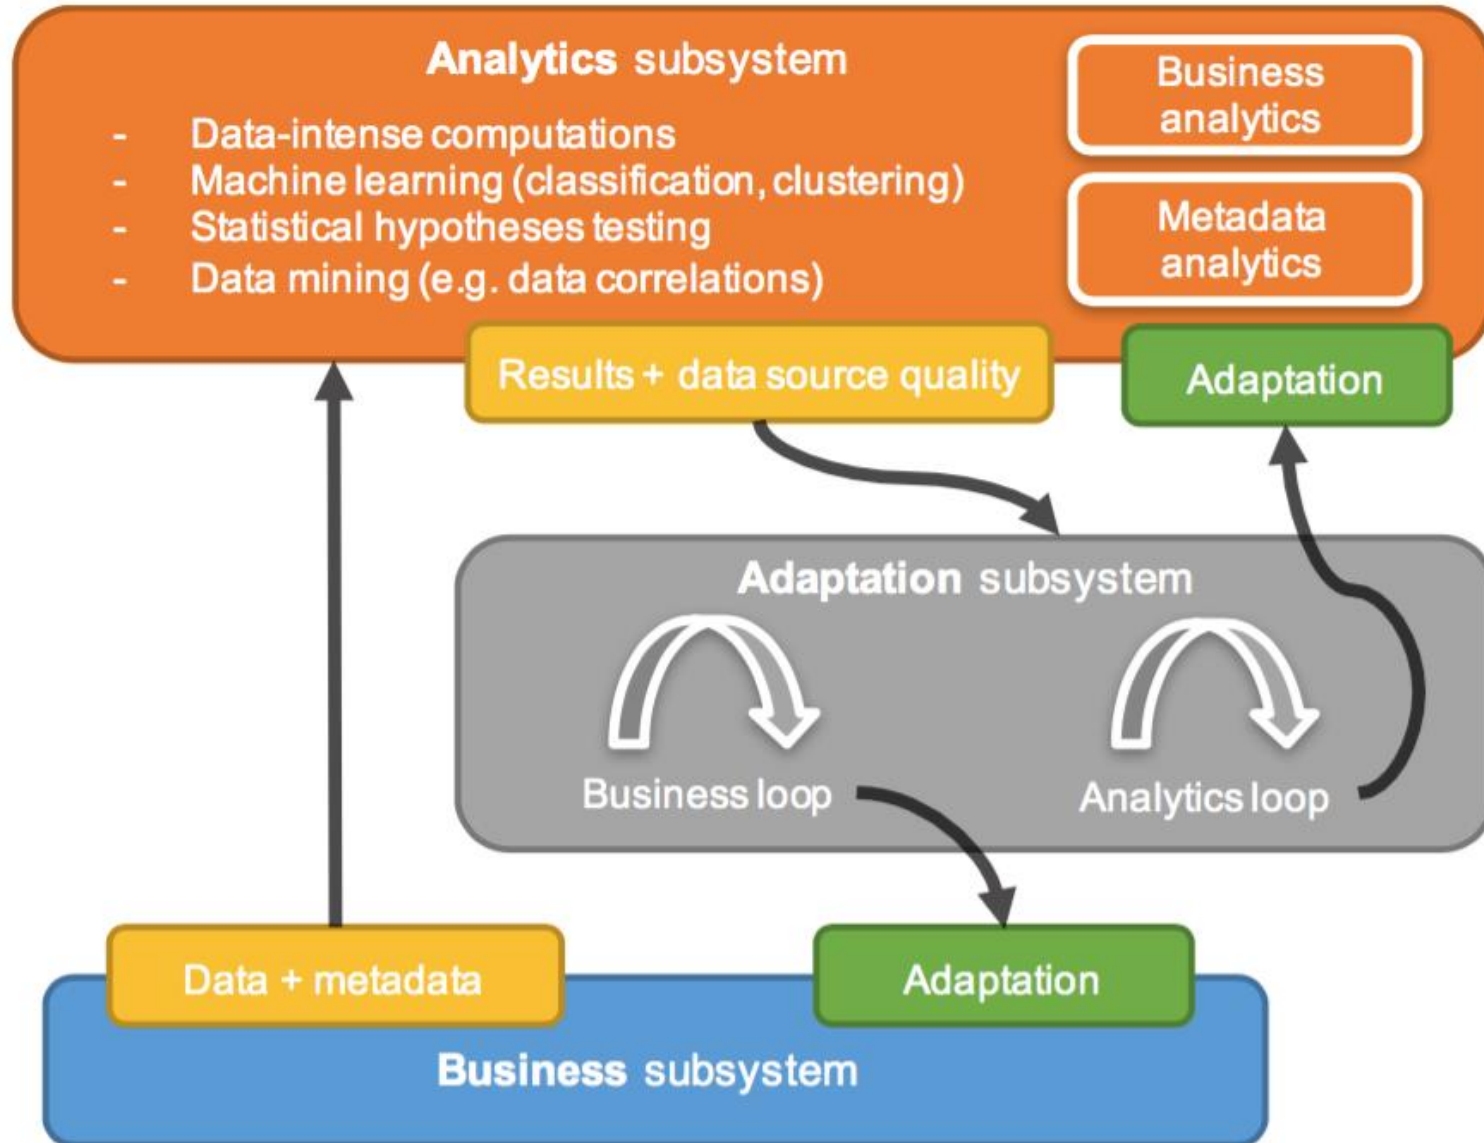 Analytics subsystem
Business
analytics
- Data-intense computations
- Machine learning (classification, clustering)
- Statistical hypotheses testing
- Data mining (e.g. data correlations)
Metadata
analytics
Results + data source quality
Adaptation
Adaptation subsystem
Business loop
Analytics loop
Data + metadata
Adaptation
Business subsystem